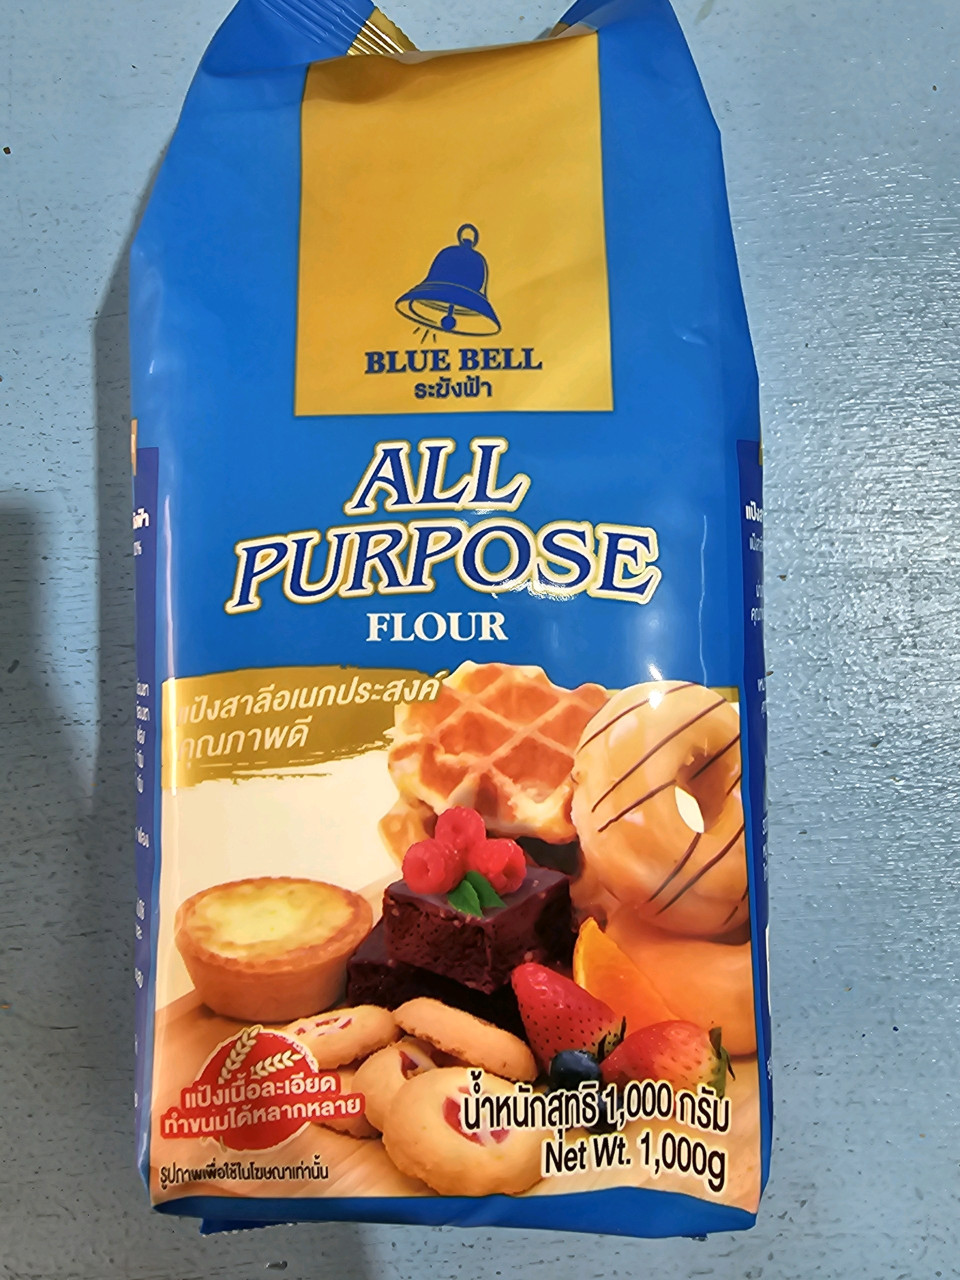 BLUE BELL
ระฆังฟ้า
ALL
PURPOSE
FLOUR
แป้งสาลีอเนกประสงค์
คุณภาพดี
แป้งเนื้อละเอียด
ทำขนมได้หลากหลาย
น้ำหนักสุทธิ 1,000 กรัม
Net Wt. 1,000g
รูปภาพเพื่อใช้ในโฆษณาเท่านั้น